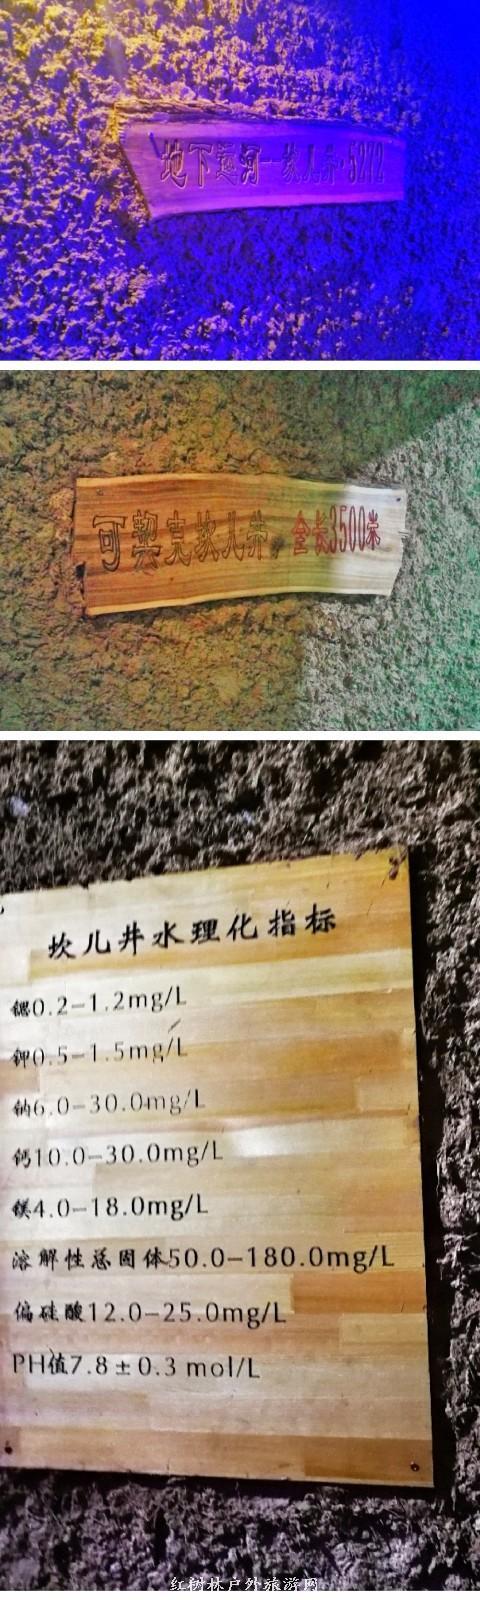 地下运河--坎儿井·5272
可契克坎儿井，全长3500米
坎儿井水理化指标
锶0.2-1.2mg/L
钾0.5-1.5mg/L
钠6.0-30.0mg/L
钙10.0-30.0mg/L
镁4.0-18.0mg/L
溶解性总固体50.0-180.0mg/L
偏硅酸12.0-25.0mg/L
PH值7.8±0.3 mol/L
红树林户外旅游网